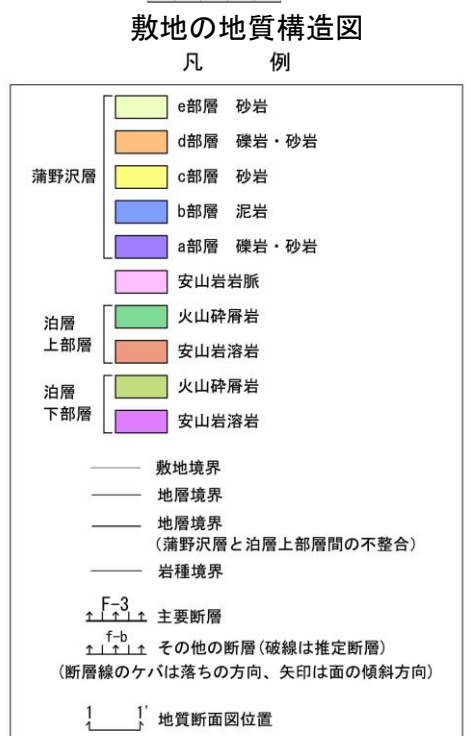 敷地の地質構造図
凡 例
蒲野沢層
e部層 砂岩
d部層 礫岩・砂岩
c部層 砂岩
b部層 泥岩
a部層 礫岩・砂岩
安山岩岩脈
泊層
上部層
火山砕屑岩
安山岩溶岩
泊層
下部層
火山砕屑岩
安山岩溶岩
敷地境界
地層境界
地層境界
(蒲野沢層と泊層上部層間の不整合)
岩種境界
F-3 主要断層
f-b その他の断層(破線は推定断層)
(断層線のケバは落ちの方向、矢印は面の傾斜方向)
1 1' 地質断面図位置